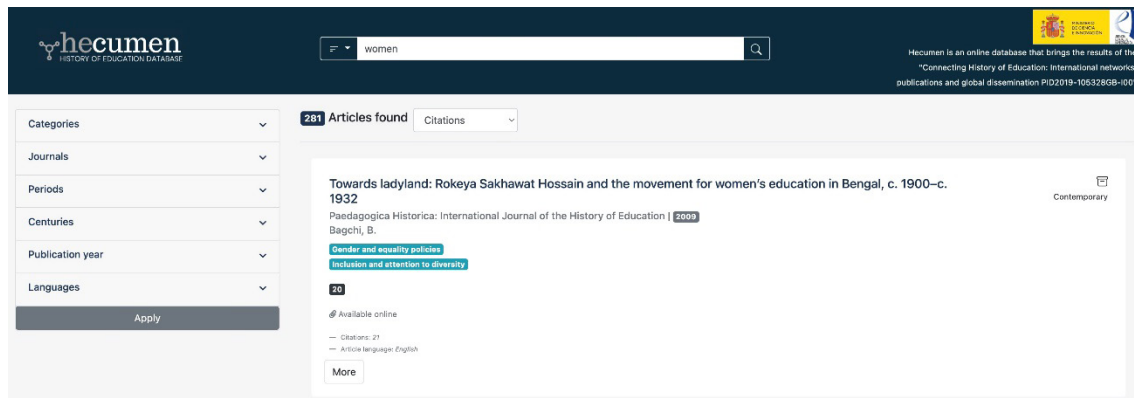 hecumen
HISTORY OF EDUCATION DATABASE
women
MINISTERIO
DE CIENCIA
E INNOVACIÓN
Hecumen is an online database that brings the results of the
"Connecting History of Education: International networks
publications and global dissemination PID2019-105328GB-I00"
Categories
Journals
Periods
Centuries
Publication year
Languages
Apply
281 Articles found Citations
Towards ladyland: Rokeya Sakhawat Hossain and the movement for women's education in Bengal, c. 1900–c.
1932
Contemporary
Paedagogica Historica: International Journal of the History of Education | 2009
Bagchi, B.
Gender and equality policies
Inclusion and attention to diversity
20
Available online
— Citations: 21
— Article language: English
More